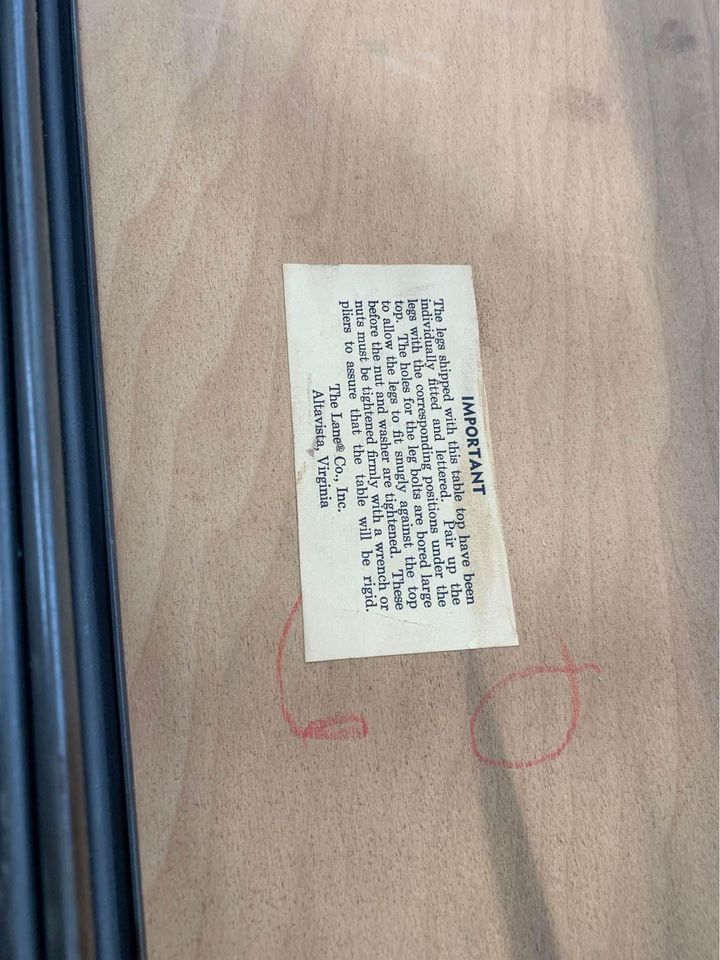 IMPORTANT
The legs shipped with this table top have been
individually fitted and lettered. Pair up the
legs with the corresponding positions under the
top. The holes for the leg bolts are bored large
to allow the legs to fit snugly against the top
before the nut and washer are tightened. These
nuts must be tightened firmly with a wrench or
pliers to assure that the table will be rigid.
The Lane® Co., Inc.
Altavista, Virginia